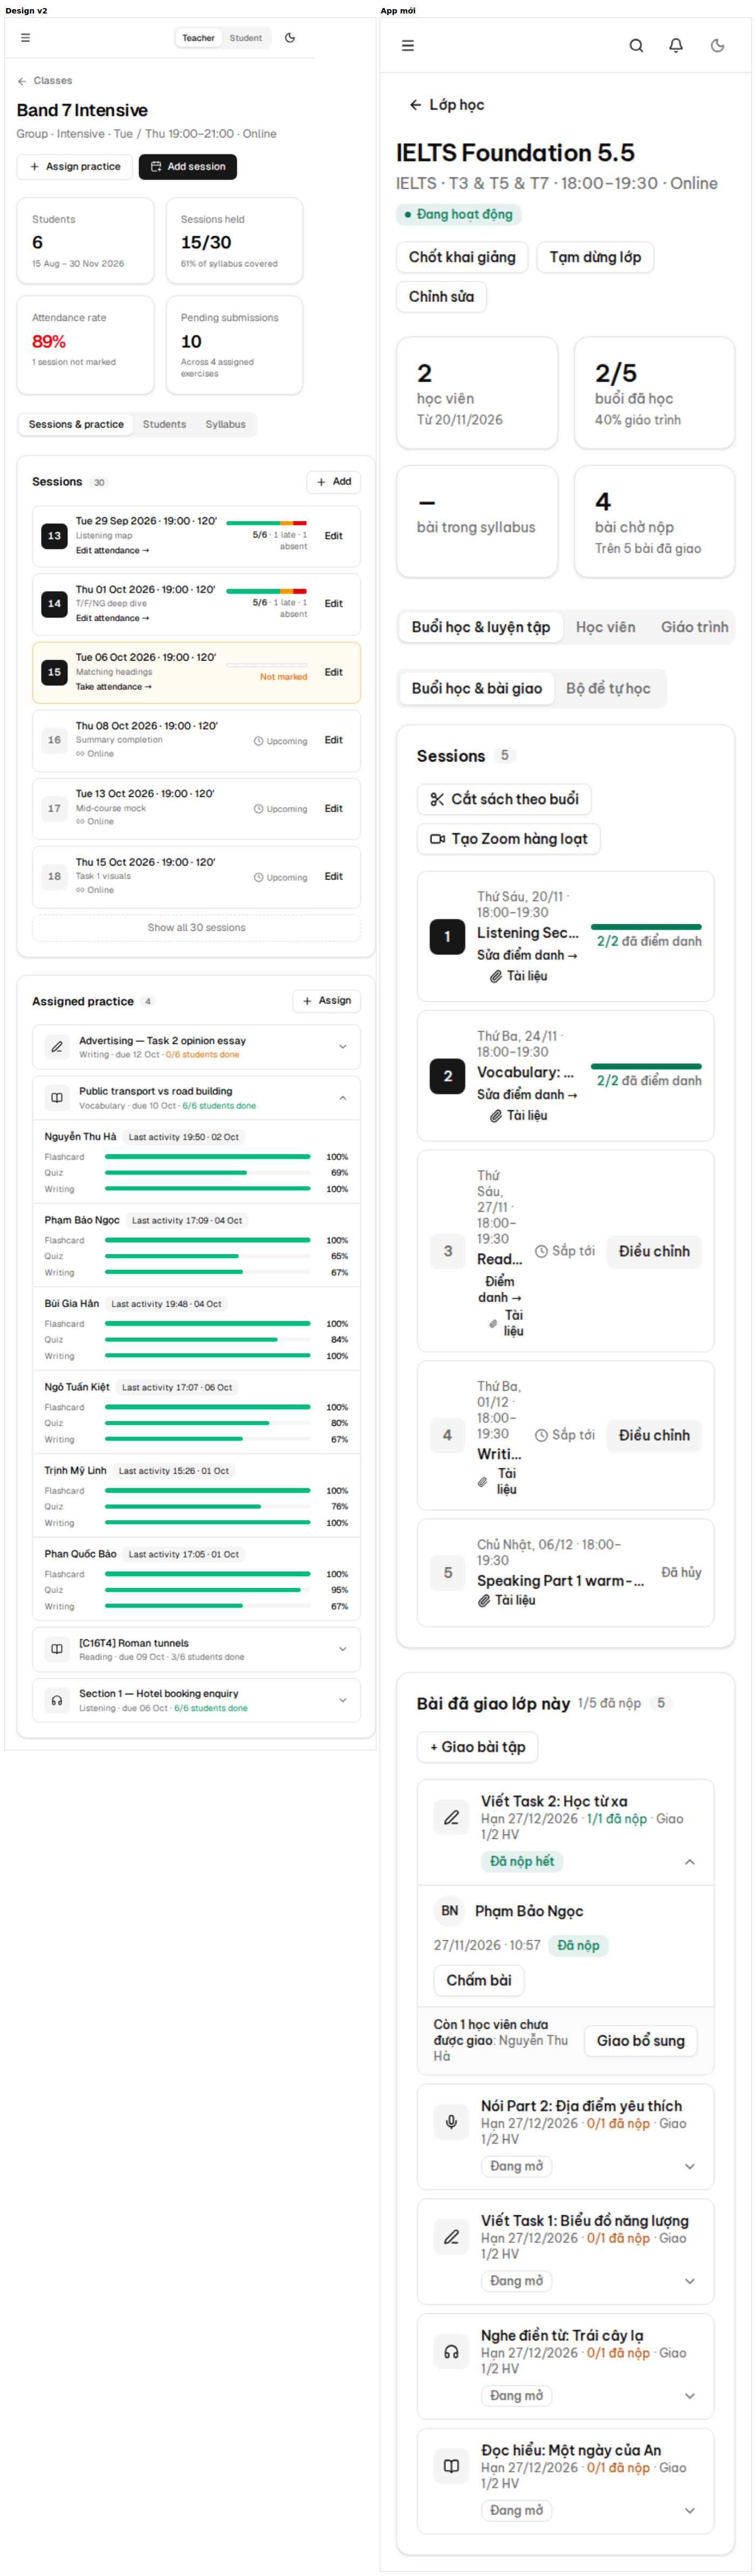 Design v2
Teacher Student
Classes
Band 7 Intensive
Group · Intensive · Tue / Thu 19:00–21:00 · Online
+ Assign practice
Add session
Students
6
15 Aug – 30 Nov 2026
Sessions held
15/30
61% of syllabus covered
Attendance rate
89%
1 session not marked
Pending submissions
10
Across 4 assigned
exercises
Sessions & practice Students Syllabus
Sessions 30
+ Add
13
Tue 29 Sep 2026 · 19:00 · 120'
Listening map
Edit attendance →
5/6 · 1 late · 1
absent
Edit
14
Thu 01 Oct 2026 · 19:00 · 120'
T/F/NG deep dive
Edit attendance →
5/6 · 1 late · 1
absent
Edit
15
Tue 06 Oct 2026 · 19:00 · 120'
Matching headings
Take attendance →
Not marked
Edit
16
Thu 08 Oct 2026 · 19:00 · 120'
Summary completion
Online
Upcoming
Edit
17
Tue 13 Oct 2026 · 19:00 · 120'
Mid-course mock
Online
Upcoming
Edit
18
Thu 15 Oct 2026 · 19:00 · 120'
Task 1 visuals
Online
Upcoming
Edit
Show all 30 sessions
Assigned practice 4
+ Assign
Advertising — Task 2 opinion essay
Writing · due 12 Oct · 0/6 students done
Public transport vs road building
Vocabulary · due 10 Oct · 6/6 students done
Nguyễn Thu Hà Last activity 19:50 · 02 Oct
Flashcard 100%
Quiz 69%
Writing 100%
Phạm Bảo Ngọc Last activity 17:09 · 04 Oct
Flashcard 100%
Quiz 65%
Writing 67%
Bùi Gia Hân Last activity 19:48 · 04 Oct
Flashcard 100%
Quiz 84%
Writing 100%
Ngô Tuấn Kiệt Last activity 17:07 · 06 Oct
Flashcard 100%
Quiz 80%
Writing 67%
Trịnh Mỹ Linh Last activity 15:26 · 01 Oct
Flashcard 100%
Quiz 76%
Writing 100%
Phan Quốc Bảo Last activity 17:05 · 01 Oct
Flashcard 100%
Quiz 95%
Writing 67%
[C16T4] Roman tunnels
Reading · due 09 Oct · 3/6 students done
Section 1 — Hotel booking enquiry
Listening · due 06 Oct · 6/6 students done
App mới
Lớp học
IELTS Foundation 5.5
IELTS · T3 & T5 & T7 · 18:00–19:30 · Online
Đang hoạt động
Chốt khai giảng
Tạm dừng lớp
Chỉnh sửa
2
học viên
Từ 20/11/2026
2/5
buổi đã học
40% giáo trình
–
bài trong syllabus
4
bài chờ nộp
Trên 5 bài đã giao
Buổi học & luyện tập Học viên Giáo trình
Buổi học & bài giao Bộ đề tự học
Sessions 5
Cắt sách theo buổi
Tạo Zoom hàng loạt
1
Thứ Sáu, 20/11 ·
18:00–19:30
Listening Sec...
Sửa điểm danh →
Tài liệu
2/2 đã điểm danh
2
Thứ Ba, 24/11 ·
18:00–19:30
Vocabulary: ...
Sửa điểm danh →
Tài liệu
2/2 đã điểm danh
3
Thứ
Sáu,
27/11 ·
18:00–
19:30
Read...
Điểm
danh →
Tài
liệu
Sắp tới
Điều chỉnh
4
Thứ Ba,
01/12 ·
18:00–
19:30
Writi...
Tài
liệu
Sắp tới
Điều chỉnh
5
Chủ Nhật, 06/12 · 18:00–
19:30
Speaking Part 1 warm-...
Tài liệu
Đã hủy
Bài đã giao lớp này 1/5 đã nộp 5
+ Giao bài tập
Viết Task 2: Học từ xa
Hạn 27/12/2026 · 1/1 đã nộp · Giao
1/2 HV
Đã nộp hết
BN Phạm Bảo Ngọc
27/11/2026 · 10:57 Đã nộp
Chấm bài
Còn 1 học viên chưa
được giao: Nguyễn Thu
Hà
Giao bổ sung
Nói Part 2: Địa điểm yêu thích
Hạn 27/12/2026 · 0/1 đã nộp · Giao
1/2 HV
Đang mở
Viết Task 1: Biểu đồ năng lượng
Hạn 27/12/2026 · 0/1 đã nộp · Giao
1/2 HV
Đang mở
Nghe điền từ: Trái cây lạ
Hạn 27/12/2026 · 0/1 đã nộp · Giao
1/2 HV
Đang mở
Đọc hiểu: Một ngày của An
Hạn 27/12/2026 · 0/1 đã nộp · Giao
1/2 HV
Đang mở